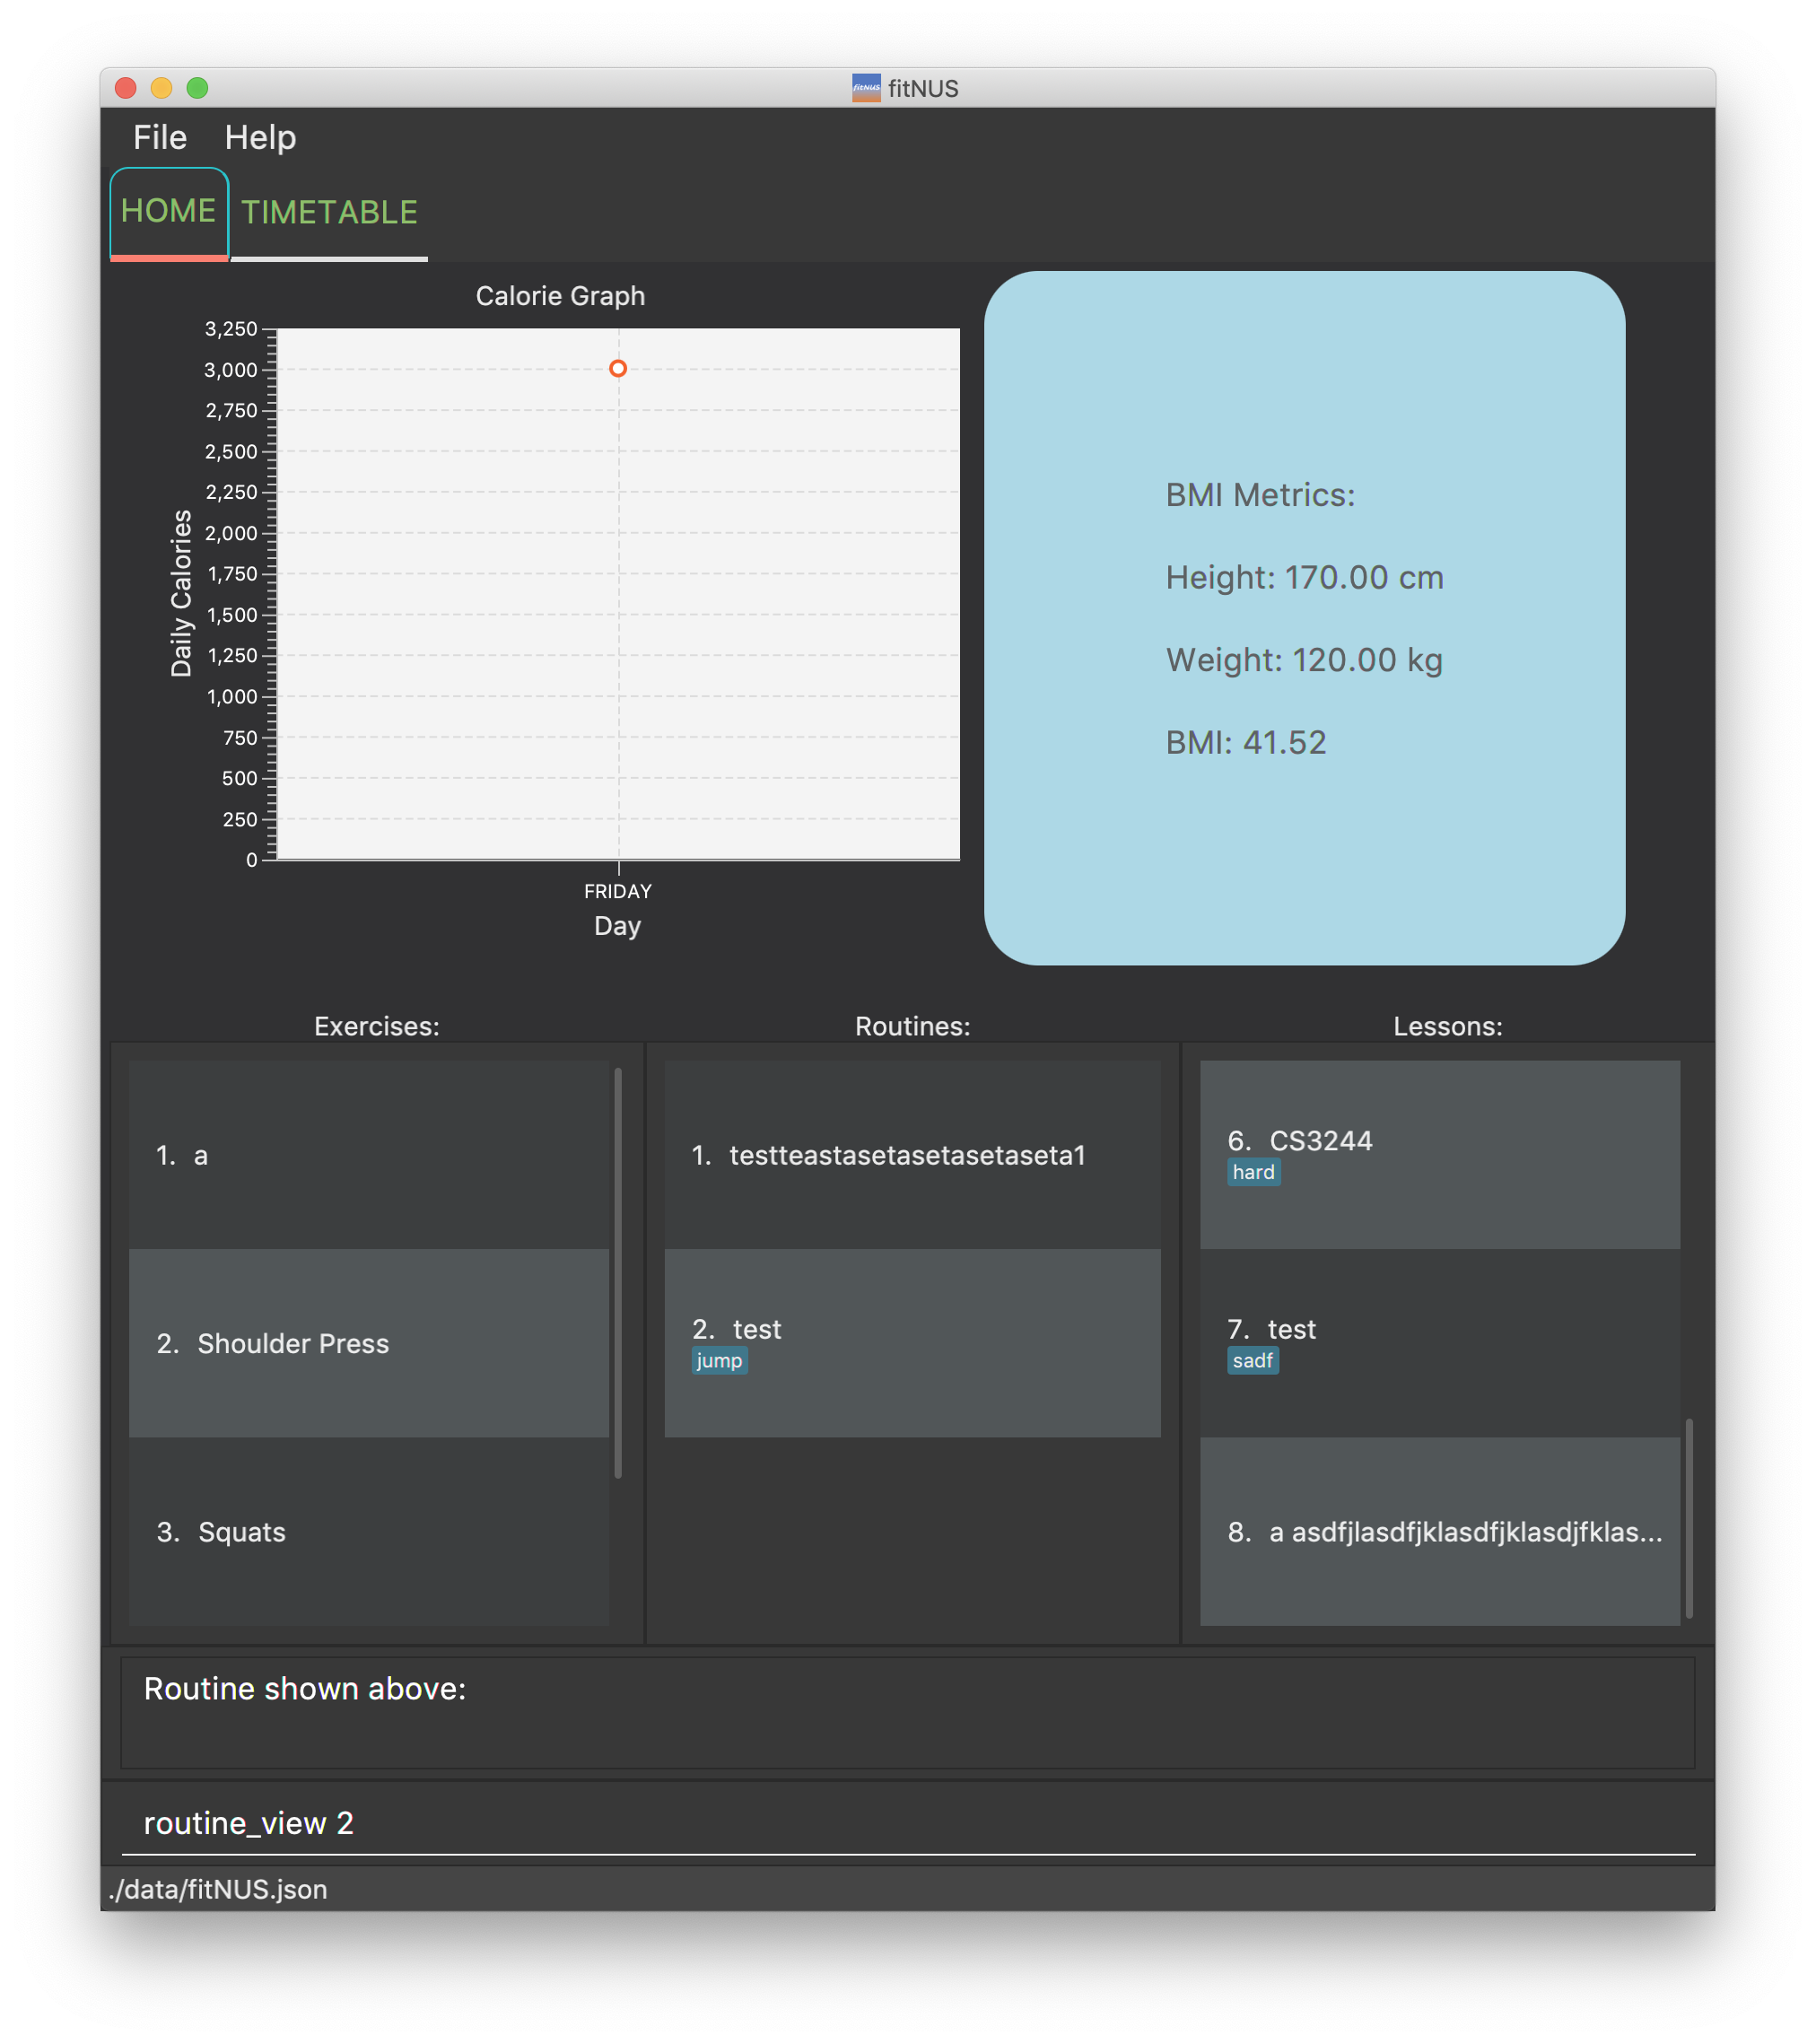 fitNUS
fitNUS
File Help
HOME TIMETABLE
Calorie Graph
3,250
3,000
2,750
2,500
2,250
2,000
1,750
1,500
1,250
1,000
750
500
250
0
Daily Calories
FRIDAY
Day
BMI Metrics:
Height: 170.00 cm
Weight: 120.00 kg
BMI: 41.52
Exercises:
1. a
2. Shoulder Press
3. Squats
Routines:
1. testteastasetasetasetaseta1
2. test
jump
Lessons:
6. CS3244
hard
7. test
sadf
8. a asdfjlasdfjklasdfjklasdjfklas...
Routine shown above:
routine_view 2
./data/fitNUS.json